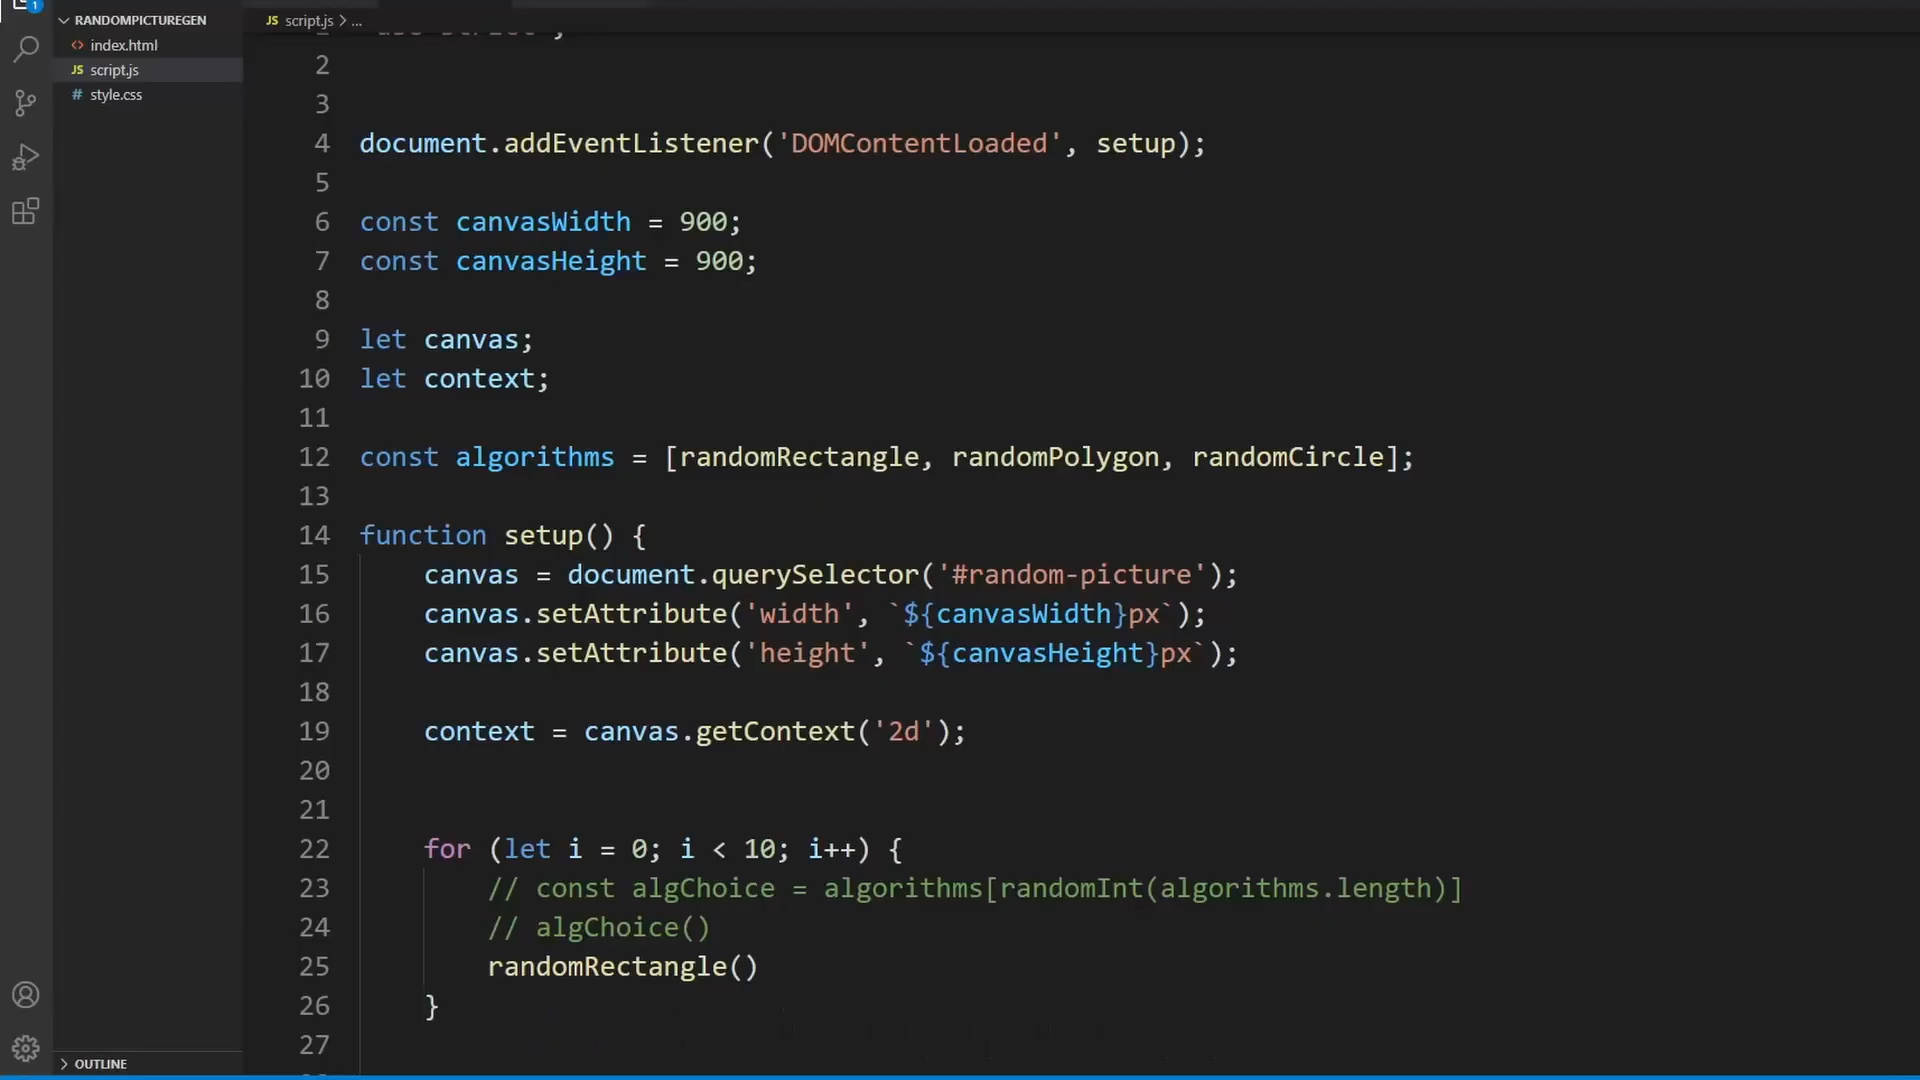 1
RANDOMPICTUREGEN
index.html
JS script.js
# style.css
OUTLINE
JS script.js > ...
2
3
4 document.addEventListener('DOMContentLoaded', setup);
5
6 const canvasWidth = 900;
7 const canvasHeight = 900;
8
9 let canvas;
10 let context;
11
12 const algorithms = [randomRectangle, randomPolygon, randomCircle];
13
14 function setup() {
15 canvas = document.querySelector('#random-picture');
16 canvas.setAttribute('width', `${canvasWidth}px`);
17 canvas.setAttribute('height', `${canvasHeight}px`);
18
19 context = canvas.getContext('2d');
20
21
22 for (let i = 0; i < 10; i++) {
23 // const algChoice = algorithms[randomInt(algorithms.length)]
24 // algChoice()
25 randomRectangle()
26 }
27